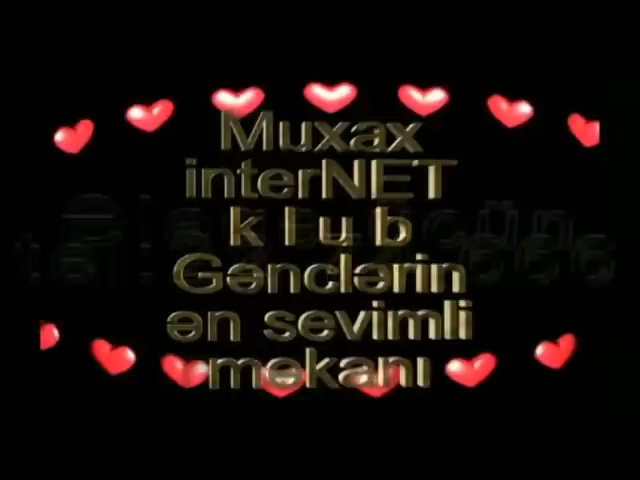 Muxax
interNET
k l u b
Gənclərin
ən sevimli
məkanı